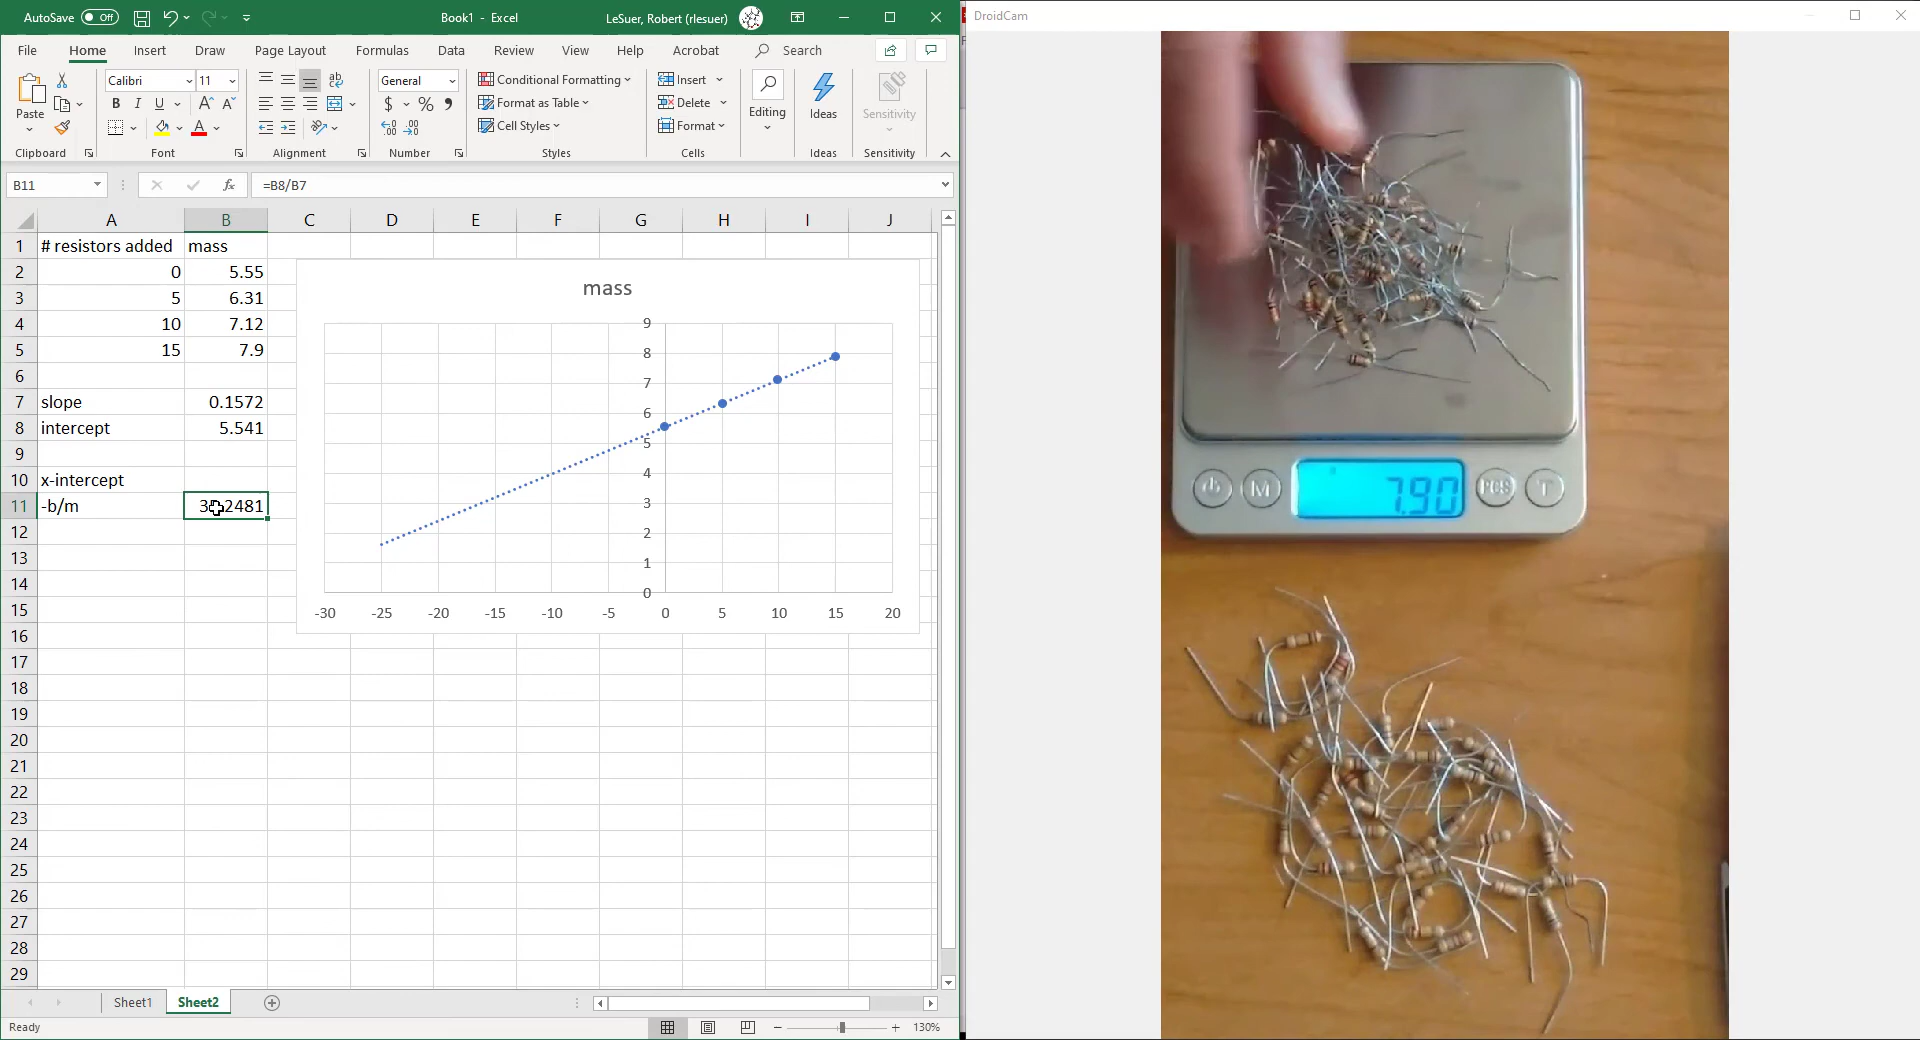 AutoSave Off Book1 - Excel LeSuer, Robert (rlesuer)
File Home Insert Draw Page Layout Formulas Data Review View Help Acrobat Search
Paste
Calibri 11
B I U
General
$ %
Conditional Formatting
Format as Table
Cell Styles
Insert
Delete
Format
Editing
Ideas
Sensitivity
Clipboard Font Alignment Number Styles Cells Ideas Sensitivity
B11 fx =B8/B7
A B C D E F G H I J
1 # resistors added mass
2 0 5.55
3 5 6.31
4 10 7.12
5 15 7.9
6
7 slope 0.1572
8 intercept 5.541
9
10 x-intercept
11 -b/m
12
13
14
15
16
17
18
19
20
21
22
23
24
25
26
27
28
29
mass
9
8
7
6
5
4
3
2
1
0
-30 -25 -20 -15 -10 -5 0 5 10 15 20
Sheet1 Sheet2
Ready 130%
DroidCam
M 7.90 PCS T